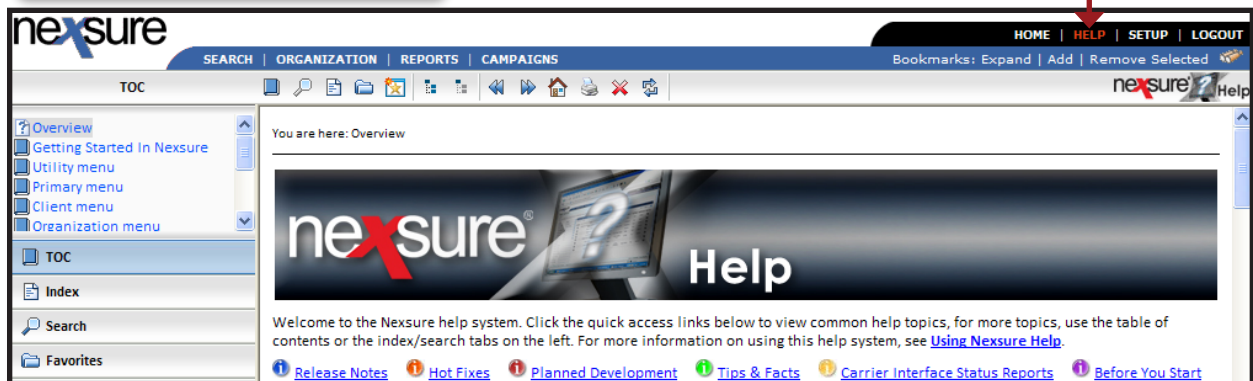 nexsure
HOME | HELP | SETUP | LOGOUT
SEARCH | ORGANIZATION | REPORTS | CAMPAIGNS
Bookmarks: Expand | Add | Remove Selected
TOC
nexsure Help
Overview
Getting Started In Nexsure
Utility menu
Primary menu
Client menu
Organization menu
TOC
Index
Search
Favorites
You are here: Overview
nexsure® Help
Welcome to the Nexsure help system. Click the quick access links below to view common help topics, for more topics, use the table of
contents or the index/search tabs on the left. For more information on using this help system, see Using Nexsure Help.
Release Notes Hot Fixes Planned Development Tips & Facts Carrier Interface Status Reports Before You Start